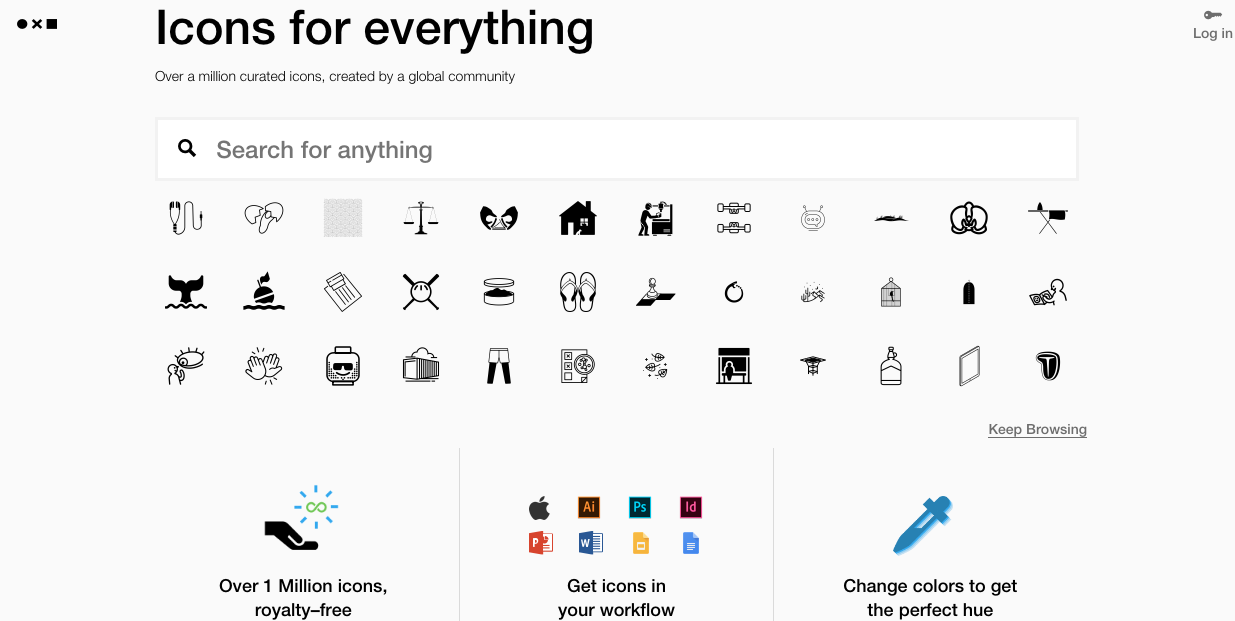 Icons for everything
Log in
Over a million curated icons, created by a global community
Search for anything
Keep Browsing
Ai
Ps
Id
P
W
Over 1 Million icons,
royalty–free
Get icons in
your workflow
Change colors to get
the perfect hue